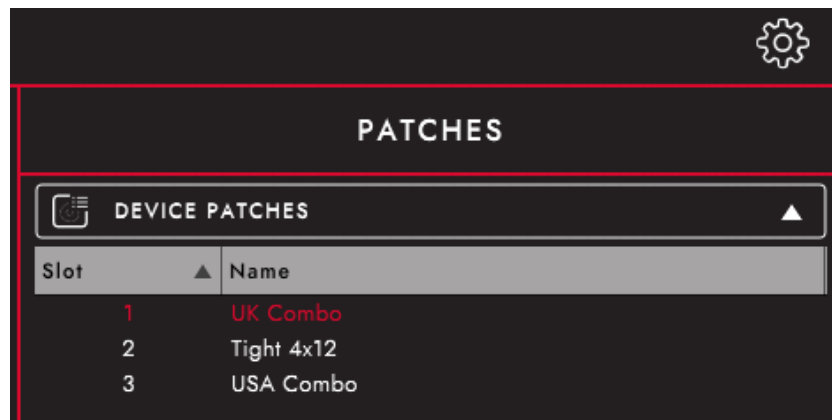 PATCHES
DEVICE PATCHES
Slot Name
1 UK Combo
2 Tight 4x12
3 USA Combo